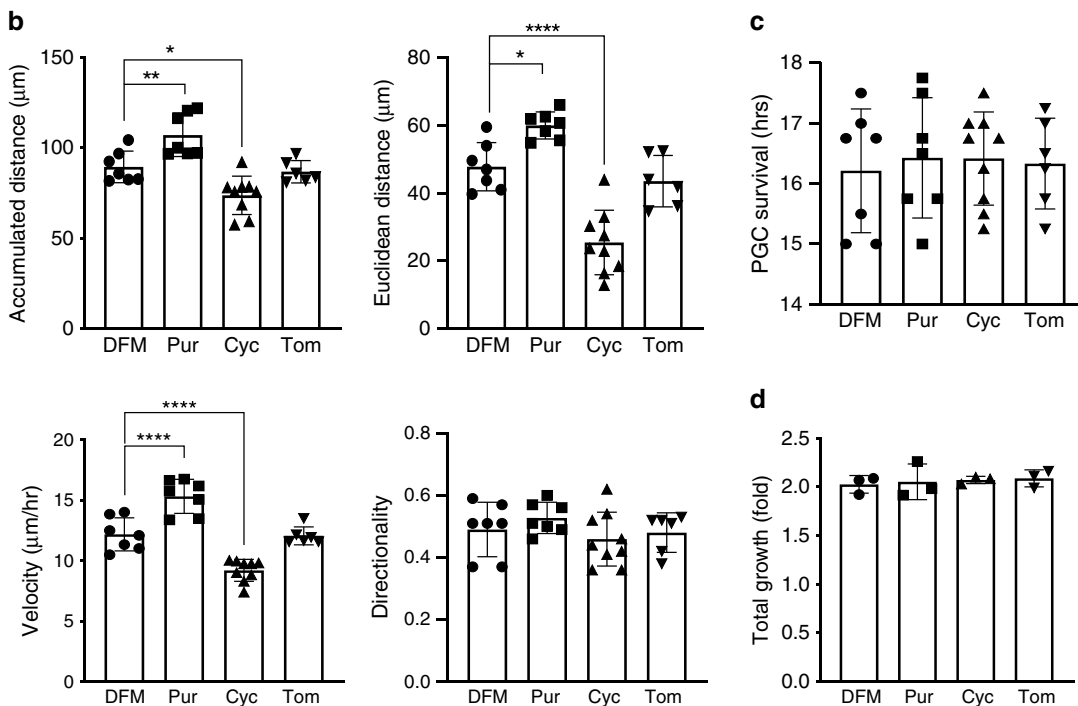 b
Accumulated distance (μm)
150
100
50
0
*
**
DFM Pur Cyc Tom
Euclidean distance (μm)
80
60
40
20
0
****
*
DFM Pur Cyc Tom
c
PGC survival (hrs)
18
17
16
15
14
DFM Pur Cyc Tom
Velocity (μm/hr)
20
15
10
5
0
****
****
DFM Pur Cyc Tom
Directionality
0.8
0.6
0.4
0.2
0.0
DFM Pur Cyc Tom
d
Total growth (fold)
2.5
2.0
1.5
1.0
0.5
0.0
DFM Pur Cyc Tom